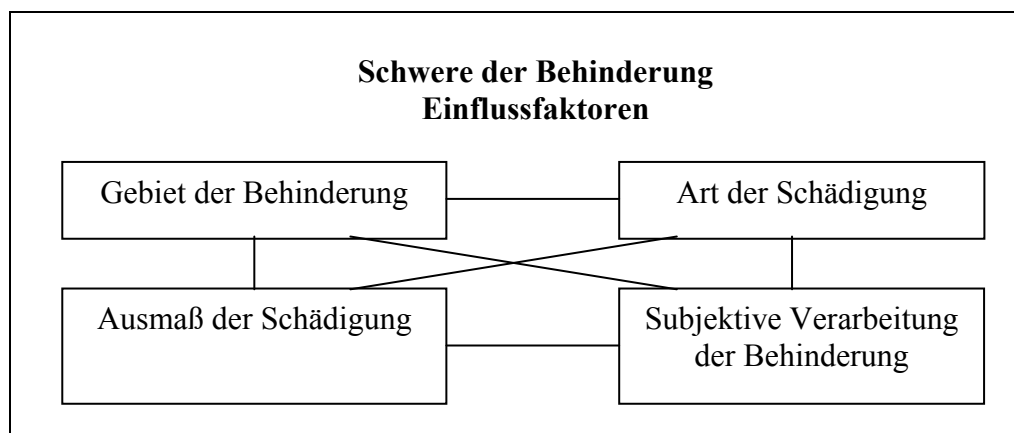 Schwere der Behinderung
Einflussfaktoren
Gebiet der Behinderung
Art der Schädigung
Ausmaß der Schädigung
Subjektive Verarbeitung
der Behinderung